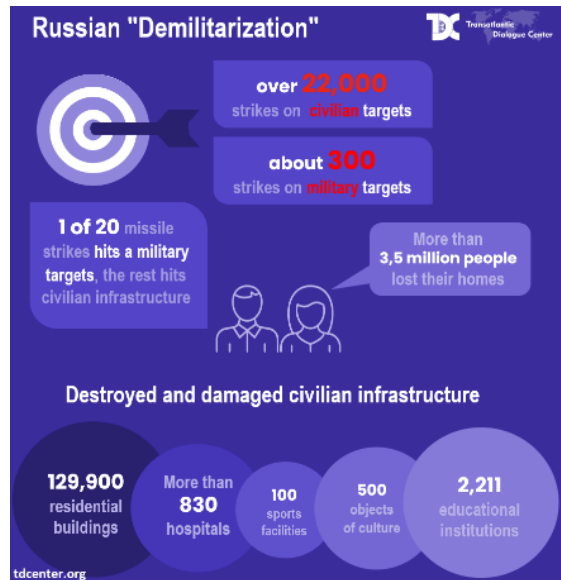 Russian "Demilitarization"
Transatlantic
Dialogue Center
over 22,000
strikes on civilian targets
about 300
strikes on military targets
1 of 20 missile
strikes hits a military
targets, the rest hits
civilian infrastructure
More than
3,5 million people
lost their homes
Destroyed and damaged civilian infrastructure
129,900
residential
buildings
More than
830
hospitals
100
sports
facilities
500
objects
of culture
2,211
educational
institutions
tdcenter.org